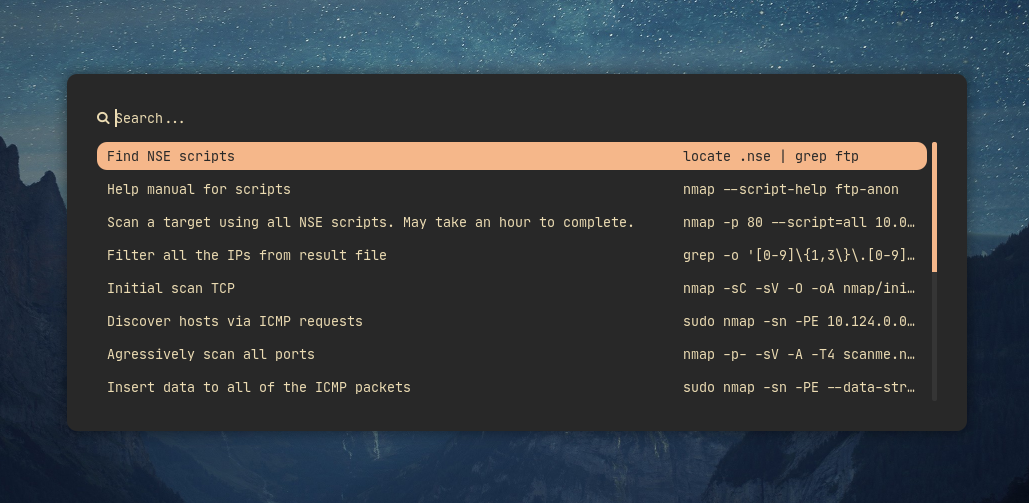 Search...
Find NSE scripts locate .nse | grep ftp
Help manual for scripts nmap --script-help ftp-anon
Scan a target using all NSE scripts. May take an hour to complete. nmap -p 80 --script=all 10.0…
Filter all the IPs from result file grep -o '[0-9]\{1,3\}\.[0-9]…
Initial scan TCP nmap -sC -sV -O -oA nmap/ini…
Discover hosts via ICMP requests sudo nmap -sn -PE 10.124.0.0…
Agressively scan all ports nmap -p- -sV -A -T4 scanme.n…
Insert data to all of the ICMP packets sudo nmap -sn -PE --data-str…